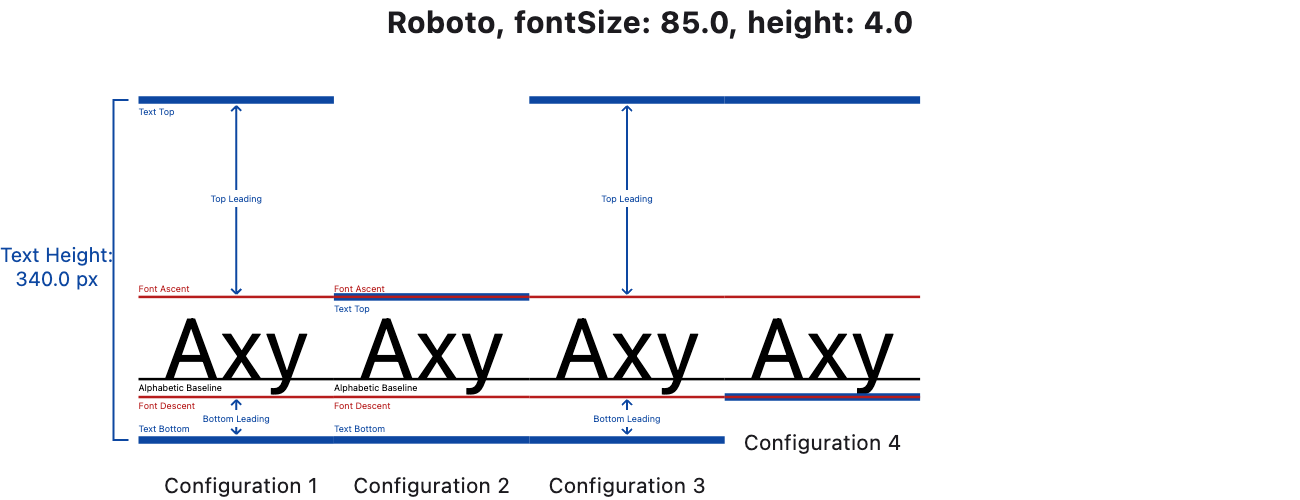 Roboto, fontSize: 85.0, height: 4.0
Text Top
Top Leading
Top Leading
Text Height:
340.0 px
Font Ascent
Font Ascent
Text Top
Axy Axy Axy Axy
Alphabetic Baseline
Alphabetic Baseline
Font Descent
Font Descent
Bottom Leading
Bottom Leading
Text Bottom
Text Bottom
Configuration 4
Configuration 1
Configuration 2
Configuration 3